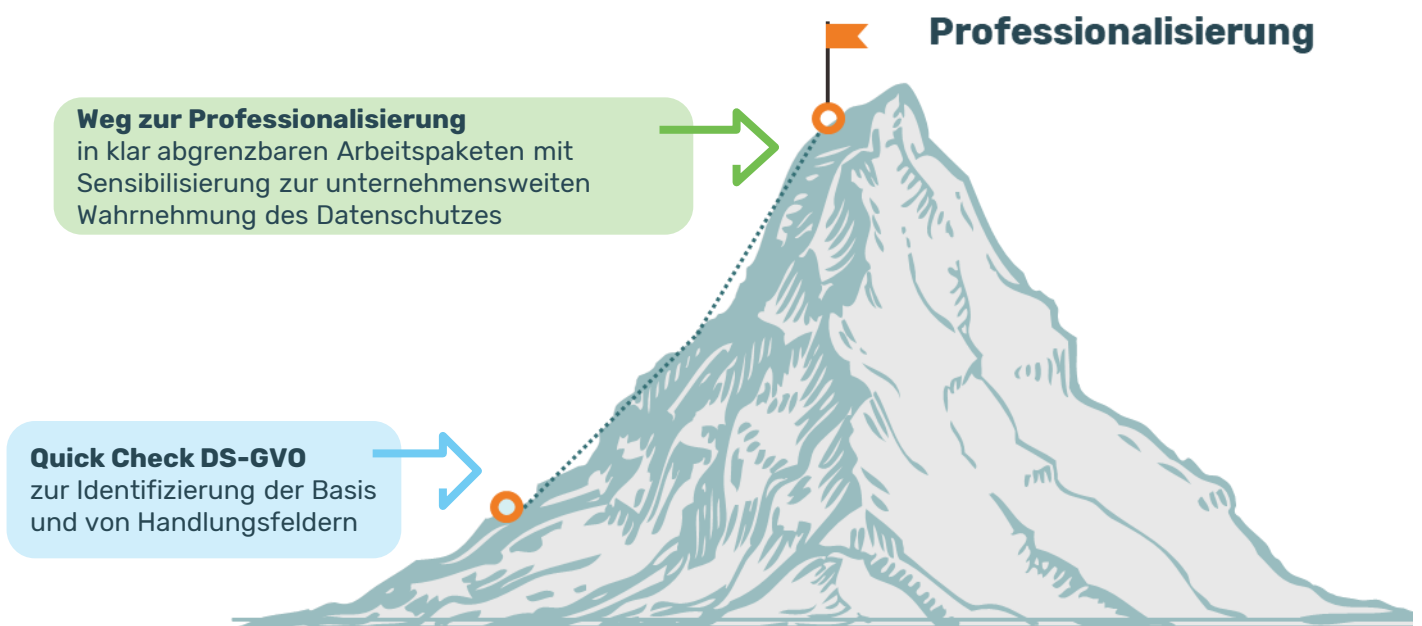 Professionalisierung
Weg zur Professionalisierung
in klar abgrenzbaren Arbeitspaketen mit
Sensibilisierung zur unternehmensweiten
Wahrnehmung des Datenschutzes
Quick Check DS-GVO
zur Identifizierung der Basis
und von Handlungsfeldern